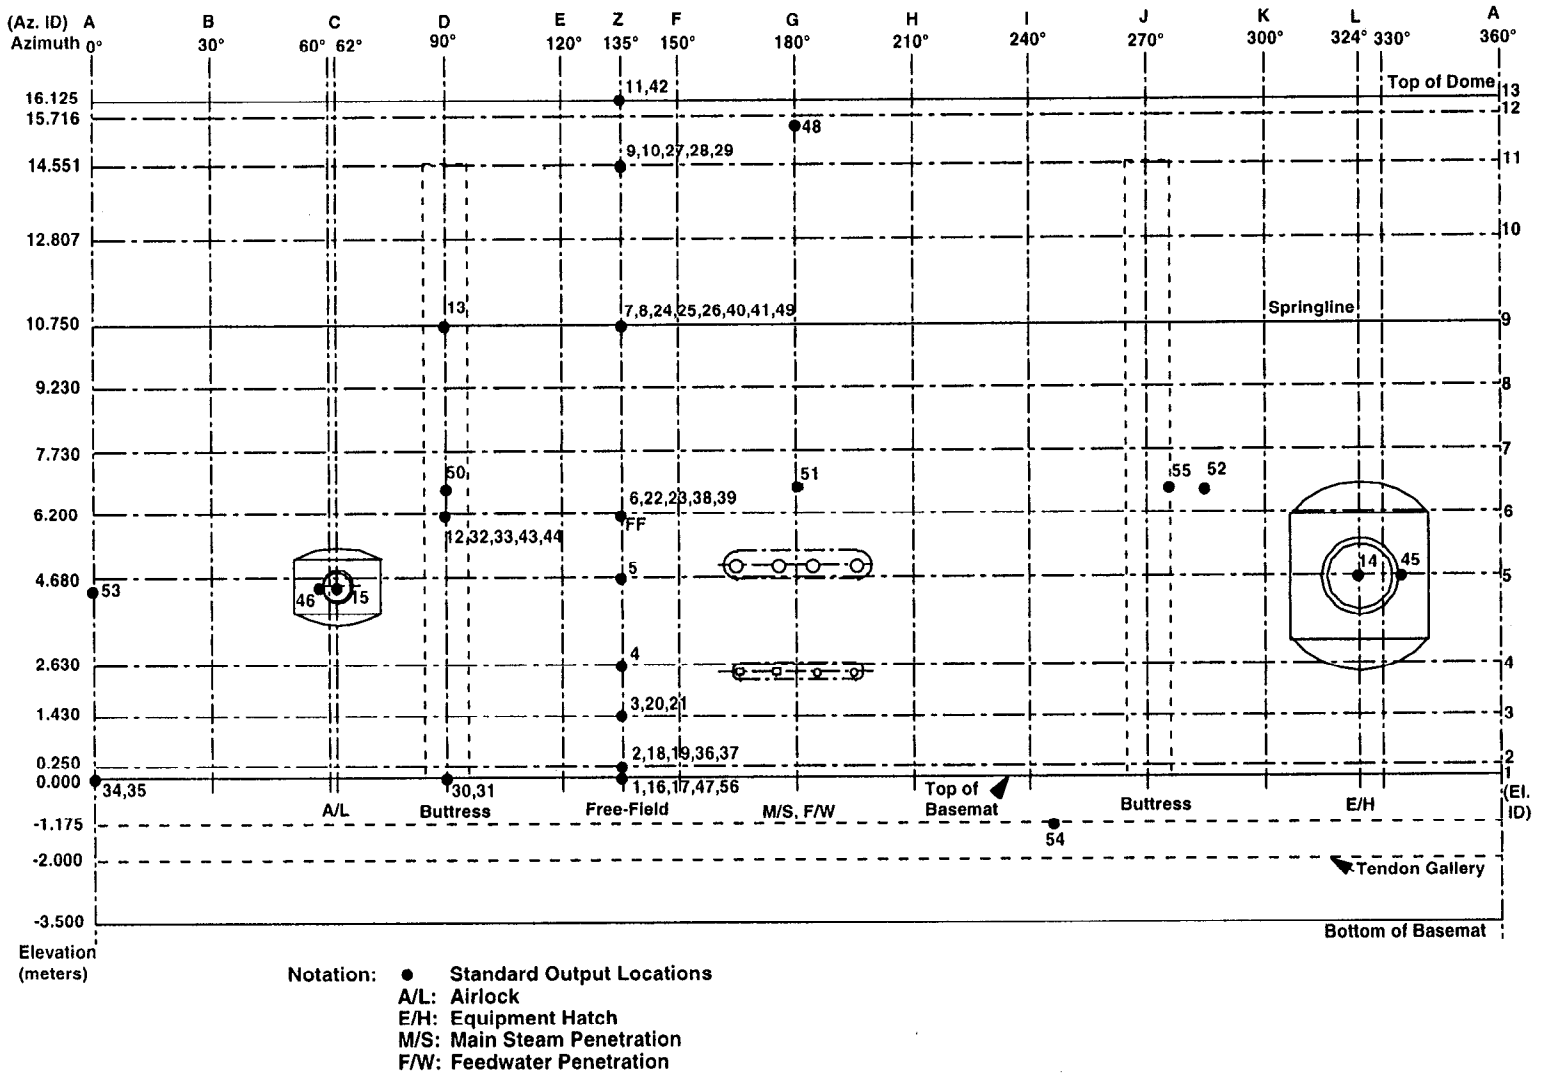 (Az. ID) A B C D E Z F G H I J K L A
Azimuth 0° 30° 60° 62° 90° 120° 135° 150° 180° 210° 240° 270° 300° 324° 330° 360°
11,42
Top of Dome
16.125 13
15.716 12
48
9,10,27,28,29
14.551 11
12.807 10
13
7,8,24,25,26,40,41,49
Springline
10.750 9
9.230 8
7.730 7
50 51 55 52
6,22,23,38,39
6.200 6
FF
12,32,33,43,44
5 14 45
4.680 5
53 46 15
4
2.630 4
3,20,21
1.430 3
2,18,19,36,37
0.250 2
0.000 1
34,35 30,31 1,16,17,47,56 Top of Basemat (El. ID)
A/L Buttress Free-Field M/S, F/W Buttress E/H
-1.175
54
-2.000
Tendon Gallery
-3.500
Bottom of Basemat
Elevation
(meters)
Notation: ● Standard Output Locations
A/L: Airlock
E/H: Equipment Hatch
M/S: Main Steam Penetration
F/W: Feedwater Penetration